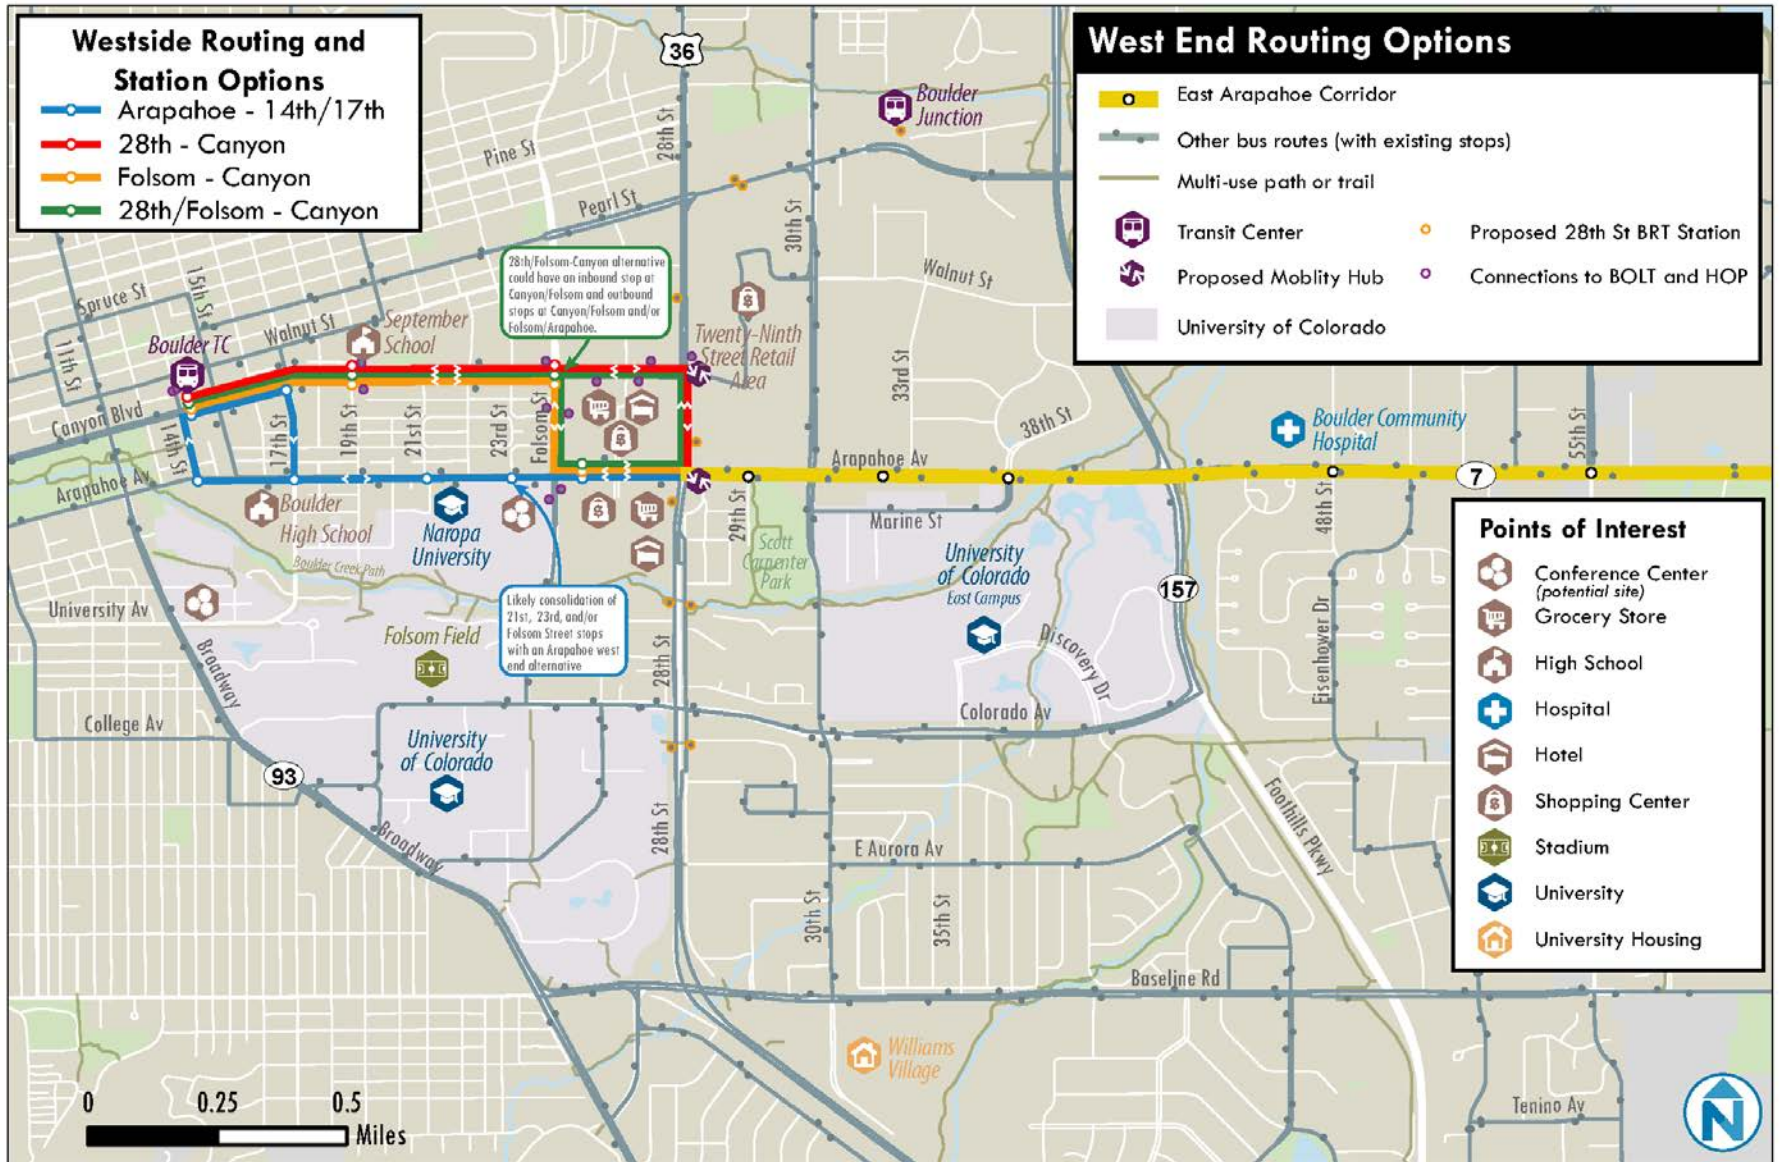 Westside Routing and
Station Options
Arapahoe - 14th/17th
28th - Canyon
Folsom - Canyon
28th/Folsom - Canyon
West End Routing Options
East Arapahoe Corridor
Other bus routes (with existing stops)
Multi-use path or trail
Transit Center
Proposed 28th St BRT Station
Proposed Moblity Hub
Connections to BOLT and HOP
University of Colorado
36
Boulder
Junction
28th St
Pine St
Pearl St
30th St
Walnut St
28th/Folsom-Canyon alternative
could have an inbound stop at
Canyon/Folsom and outbound
stops at Canyon/Folsom and/or
Folsom/Arapahoe.
Spruce St
15th St
Walnut St
September
School
Boulder TC
11th St
Twenty-Ninth
Street Retail
Area
33rd St
38th St
Canyon Blvd
14th St
17th St
19th St
21st St
23rd St
Folsom St
Boulder Community
Hospital
55th St
Arapahoe Av
7
Arapahoe Av
Boulder
High School
Naropa
University
29th St
Marine St
48th St
Boulder Creek Path
Scott
Carpenter
Park
University
of Colorado
East Campus
157
Points of Interest
Conference Center
(potential site)
Grocery Store
High School
Hospital
Hotel
Shopping Center
Stadium
University
University Housing
University Av
Folsom Field
Likely consolidation of
21st, 23rd, and/or
Folsom Street stops
with an Arapahoe west
end alternative
Broadway
28th St
Discovery Dr
Eisenhower Dr
College Av
Colorado Av
University
of Colorado
93
Foothills Pkwy
28th St
Broadway
E Aurora Av
30th St
35th St
Baseline Rd
Williams
Village
0 0.25 0.5
Miles
Tenino Av
N